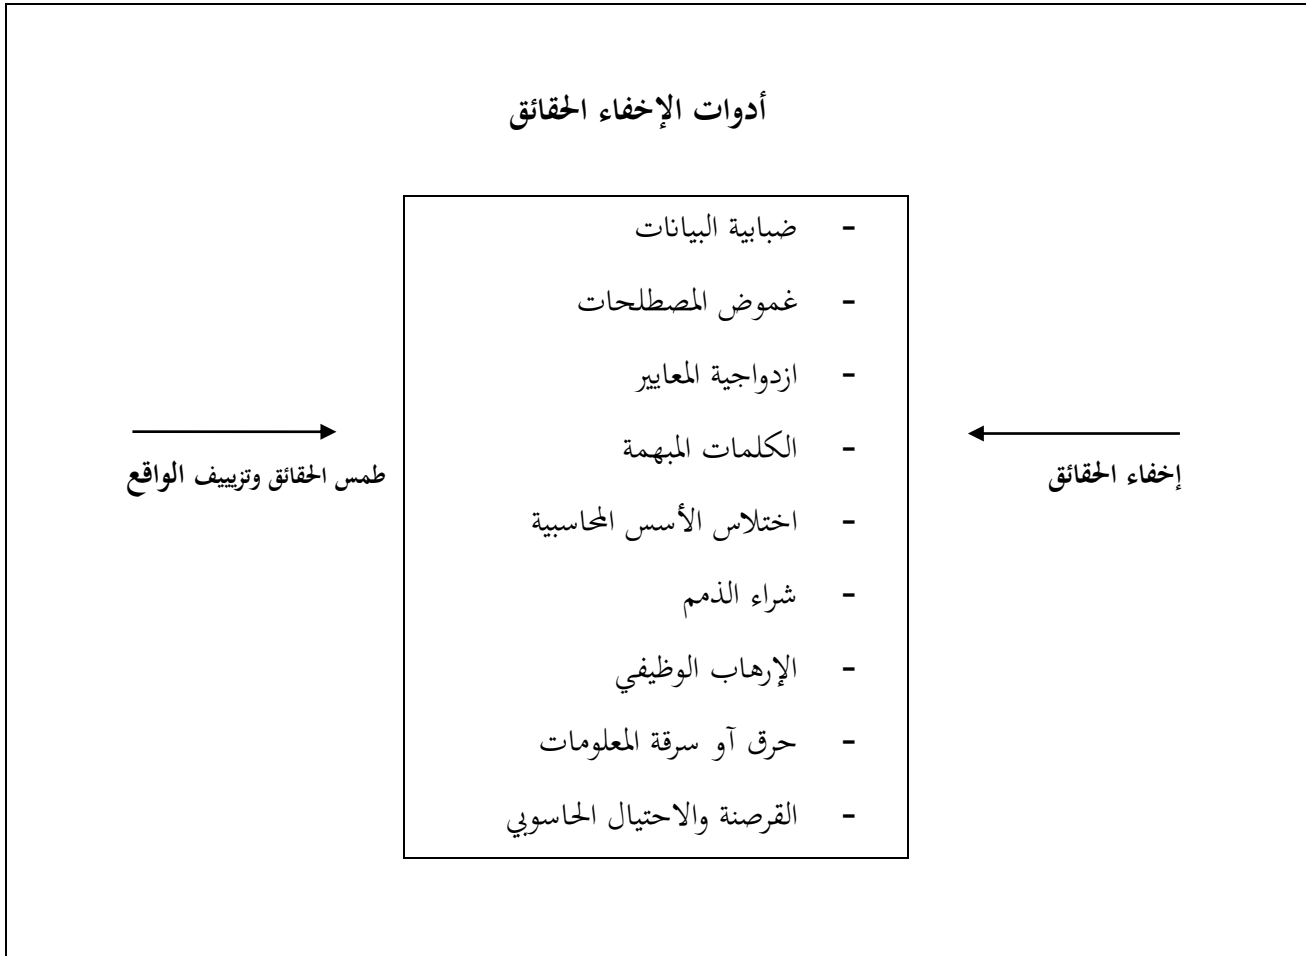 أدوات الإخفاء الحقائق
- ضبابية البيانات
- غموض المصطلحات
- ازدواجية المعايير
- الكلمات المبهمة
- اختلاس الأسس المحاسبية
- شراء الذمم
- الإرهاب الوظيفي
- حرق آو سرقة المعلومات
- القرصنة والاحتيال الحاسوبي
إخفاء الحقائق
طمس الحقائق وتزييف الواقع